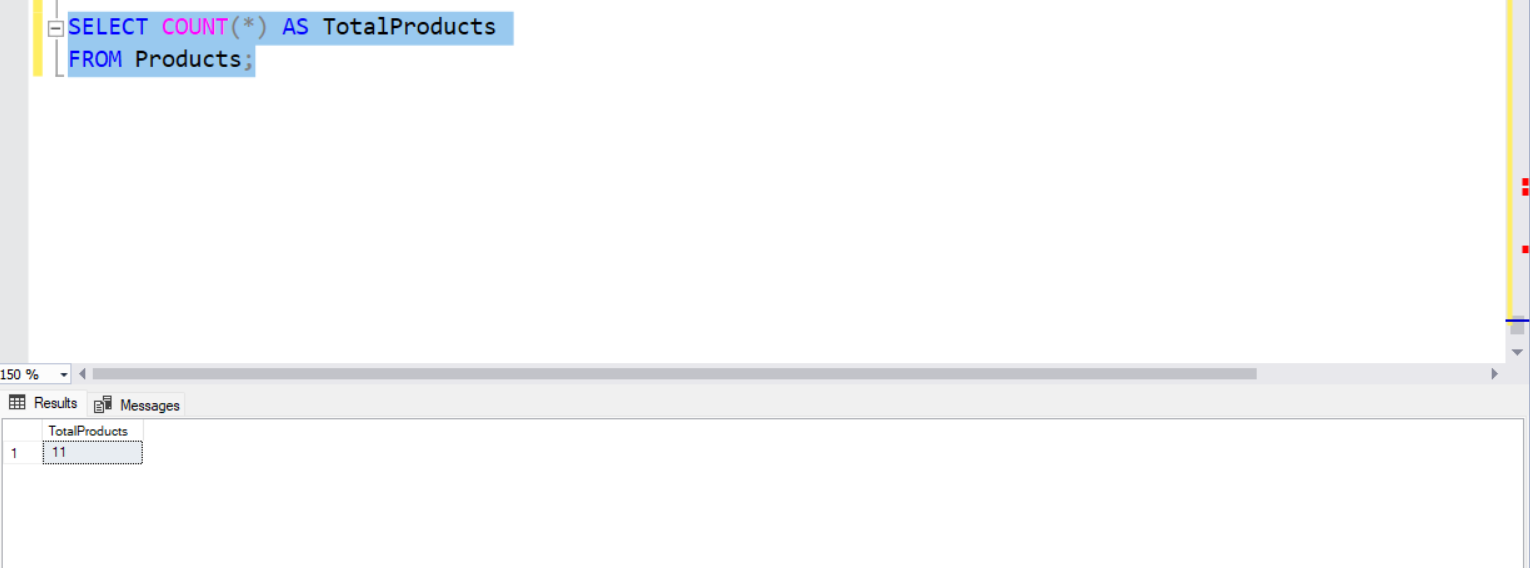 SELECT COUNT(*) AS TotalProducts
FROM Products;
150 %
Results Messages
TotalProducts
1 11